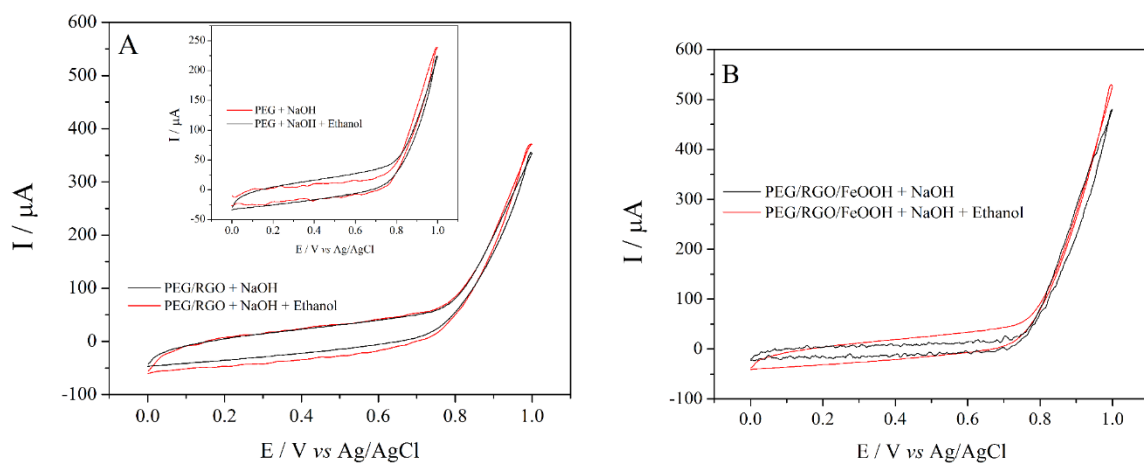 A
600
500
400
300
200
100
0
-100
I / μA
0.0 0.2 0.4 0.6 0.8 1.0
E / V vs Ag/AgCl
PEG/RGO + NaOH
PEG/RGO + NaOH + Ethanol
250
225
200
150
100
50
0
-50
I / μA
0.0 0.2 0.4 0.6 0.8 1.0
E / V vs Ag/AgCl
PEG + NaOH
PEG + NaOH + Ethanol
B
600
500
400
300
200
100
0
-100
I / μA
0.0 0.2 0.4 0.6 0.8 1.0
E / V vs Ag/AgCl
PEG/RGO/FeOOH + NaOH
PEG/RGO/FeOOH + NaOH + Ethanol